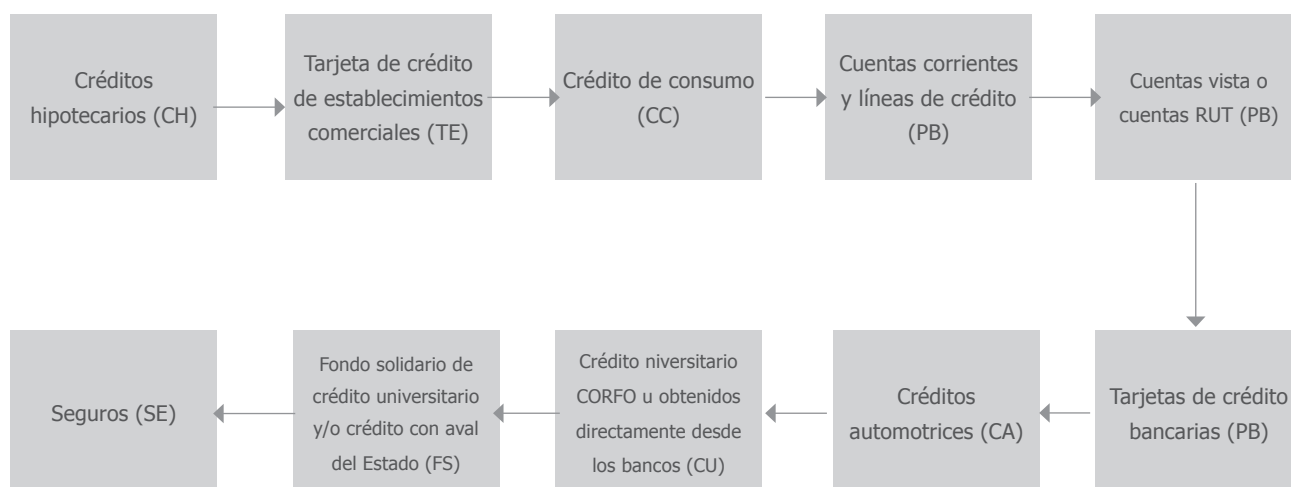 Créditos
hipotecarios (CH)
Tarjeta de crédito
de establecimientos
comerciales (TE)
Crédito de consumo
(CC)
Cuentas corrientes
y líneas de crédito
(PB)
Cuentas vista o
cuentas RUT (PB)
Tarjetas de crédito
bancarias (PB)
Créditos
automotrices (CA)
Crédito niversitario
CORFO u obtenidos
directamente desde
los bancos (CU)
Fondo solidario de
crédito universitario
y/o crédito con aval
del Estado (FS)
Seguros (SE)